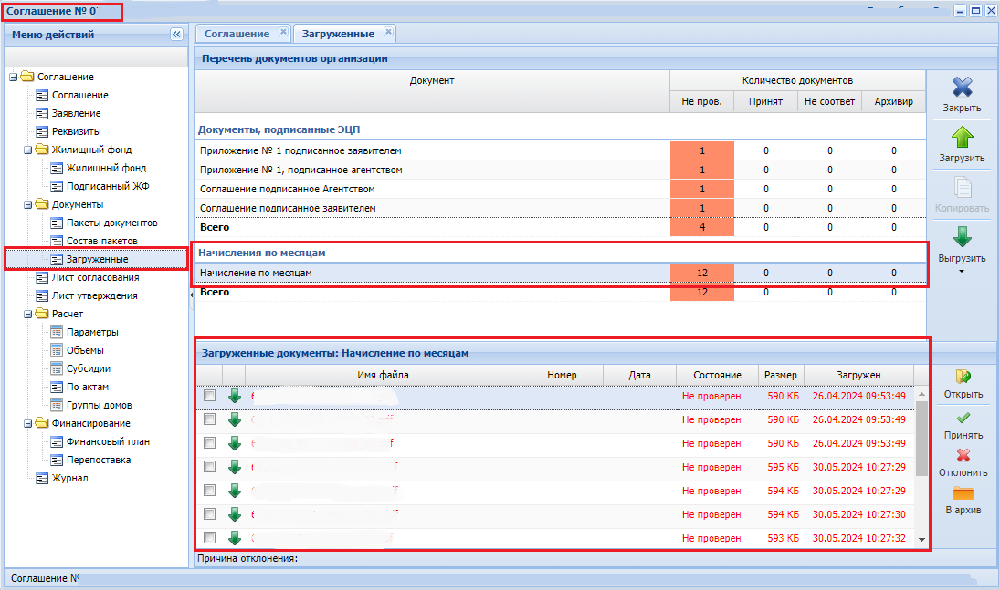 Соглашение № 0
Меню действий
Соглашение
Соглашение
Заявление
Реквизиты
Жилищный фонд
Жилищный фонд
Подписанный ЖФ
Документы
Пакеты документов
Состав пакетов
Загруженные
Лист согласования
Лист утверждения
Расчет
Параметры
Объемы
Субсидии
По актам
Группы домов
Финансирование
Финансовый план
Перепоставка
Журнал
Соглашение Загруженные
Перечень документов организации
Документ Количество документов
Не пров. Принят Не соответ Архивир
Документы, подписанные ЭЦП
Приложение № 1 подписанное заявителем 1 0 0 0
Приложение № 1, подписанное агентством 1 0 0 0
Соглашение подписанное Агентством 1 0 0 0
Соглашение подписанное заявителем 1 0 0 0
Всего 4 0 0 0
Начисления по месяцам
Начисление по месяцам 12 0 0 0
Всего 12 0 0 0
Закрыть
Загрузить
Копировать
Выгрузить
Загруженные документы: Начисление по месяцам
Имя файла Номер Дата Состояние Размер Загружен
Не проверен 590 КБ 26.04.2024 09:53:49
Не проверен 590 КБ 26.04.2024 09:53:49
Не проверен 590 КБ 26.04.2024 09:53:49
Не проверен 595 КБ 30.05.2024 10:27:29
Не проверен 594 КБ 30.05.2024 10:27:29
Не проверен 594 КБ 30.05.2024 10:27:30
Не проверен 593 КБ 30.05.2024 10:27:32
Причина отклонения:
Открыть
Принять
Отклонить
В архив
Соглашение №